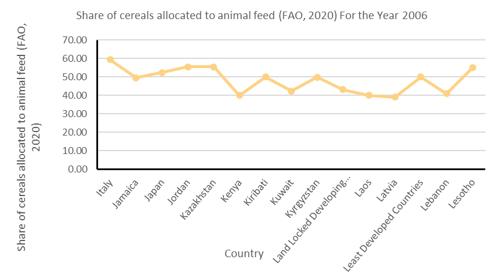 Share of cereals allocated to animal feed (FAO, 2020) For the Year 2006
Share of cereals allocated to animal feed (FAO,
2020)
70.00
60.00
50.00
40.00
30.00
20.00
10.00
0.00
Italy
Jamaica
Japan
Jordan
Kazakhstan
Kenya
Kiribati
Kuwait
Kyrgyzstan
Land Locked Developing...
Laos
Latvia
Least Developed Countries
Lebanon
Lesotho
Country